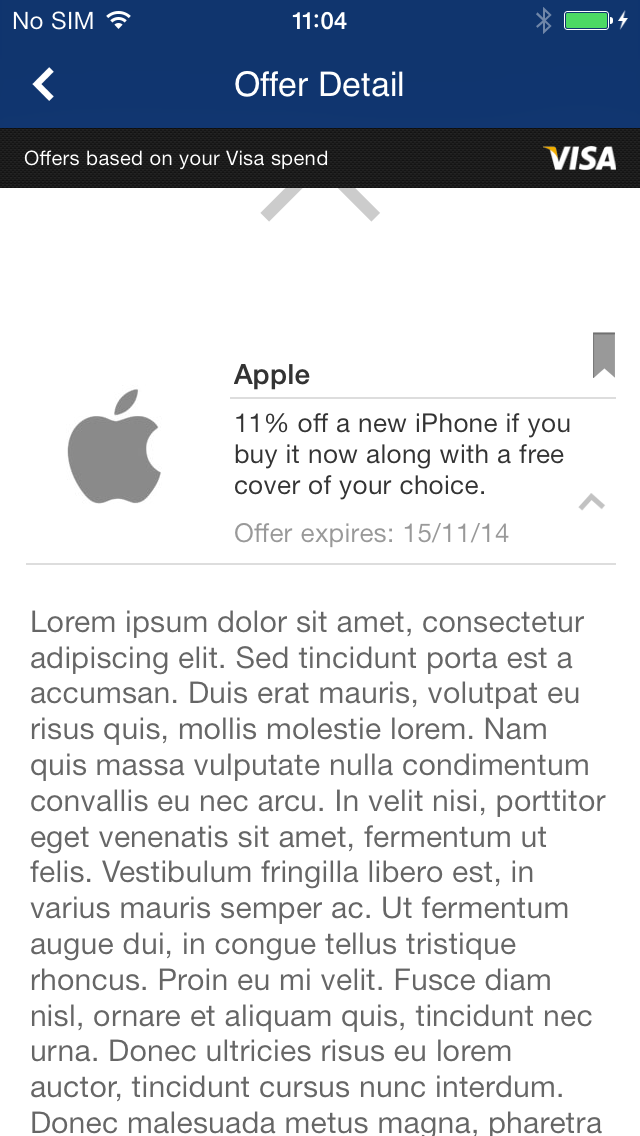 No SIM 11:04
Offer Detail
Offers based on your Visa spend VISA
Apple
11% off a new iPhone if you
buy it now along with a free
cover of your choice.
Offer expires: 15/11/14
Lorem ipsum dolor sit amet, consectetur
adipiscing elit. Sed tincidunt porta est a
accumsan. Duis erat mauris, volutpat eu
risus quis, mollis molestie lorem. Nam
quis massa vulputate nulla condimentum
convallis eu nec arcu. In velit nisi, porttitor
eget venenatis sit amet, fermentum ut
felis. Vestibulum fringilla libero est, in
varius mauris semper ac. Ut fermentum
augue dui, in congue tellus tristique
rhoncus. Proin eu mi velit. Fusce diam
nisl, ornare et aliquam quis, tincidunt nec
urna. Donec ultricies risus eu lorem
auctor, tincidunt cursus nunc interdum.
Donec malesuada metus magna, pharetra